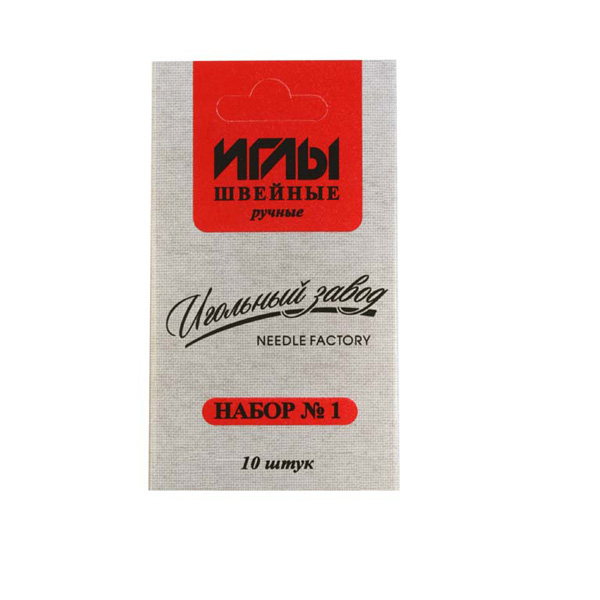 ИГЛЫ
ШВЕЙНЫЕ
ручные
Игольный завод
NEEDLE FACTORY
НАБОР № 1
10 штук